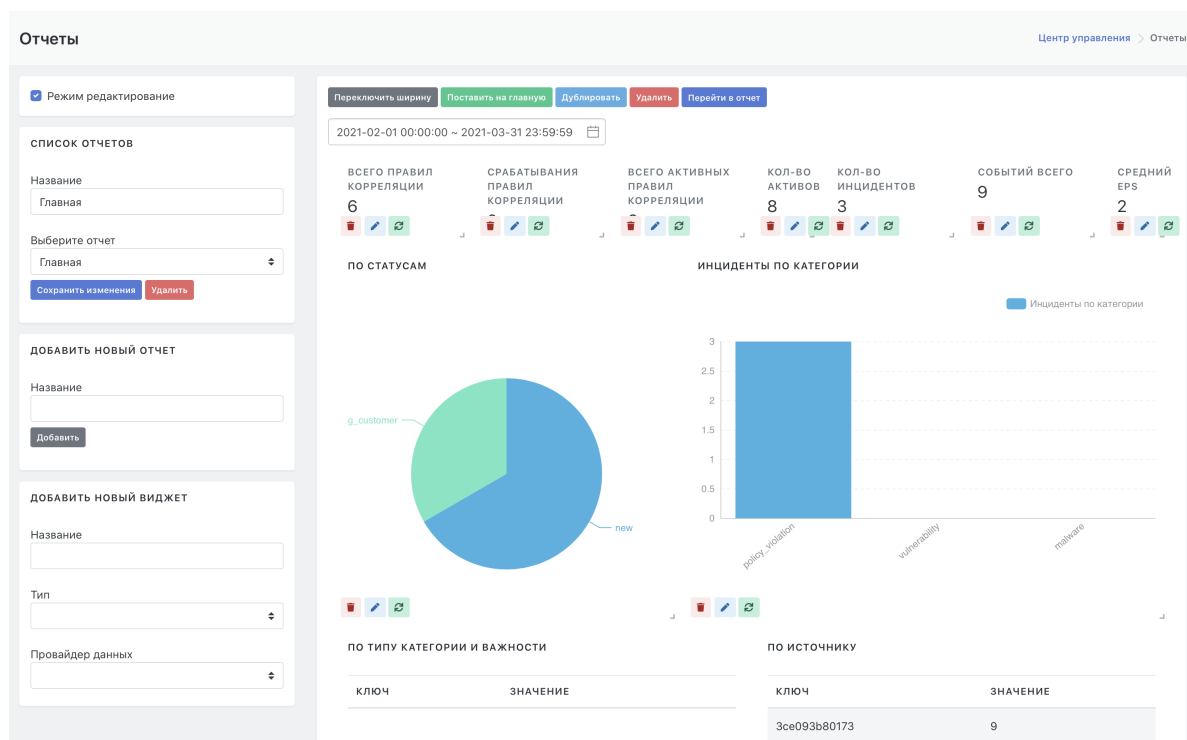 Отчеты
Центр управления > Отчеты
Режим редактирование
СПИСОК ОТЧЕТОВ
Название
Главная
Выберите отчет
Главная
Сохранить изменения Удалить
ДОБАВИТЬ НОВЫЙ ОТЧЕТ
Название
Добавить
ДОБАВИТЬ НОВЫЙ ВИДЖЕТ
Название
Тип
Провайдер данных
Переключить ширину Поставить на главную Дублировать Удалить Перейти в отчет
2021-02-01 00:00:00 ~ 2021-03-31 23:59:59
ВСЕГО ПРАВИЛ
КОРРЕЛЯЦИИ
6
СРАБАТЫВАНИЯ
ПРАВИЛ
КОРРЕЛЯЦИИ
ВСЕГО АКТИВНЫХ
ПРАВИЛ
КОРРЕЛЯЦИИ
КОЛ-ВО
АКТИВОВ
8
КОЛ-ВО
ИНЦИДЕНТОВ
3
СОБЫТИЙ ВСЕГО
9
СРЕДНИЙ
EPS
2
ПО СТАТУСАМ
g_customer
new
ИНЦИДЕНТЫ ПО КАТЕГОРИИ
Инциденты по категории
3
2.5
2
1.5
1
0.5
0
policy_violation
vulnerability
malware
ПО ТИПУ КАТЕГОРИИ И ВАЖНОСТИ
КЛЮЧ ЗНАЧЕНИЕ
ПО ИСТОЧНИКУ
КЛЮЧ ЗНАЧЕНИЕ
3ce093b80173 9